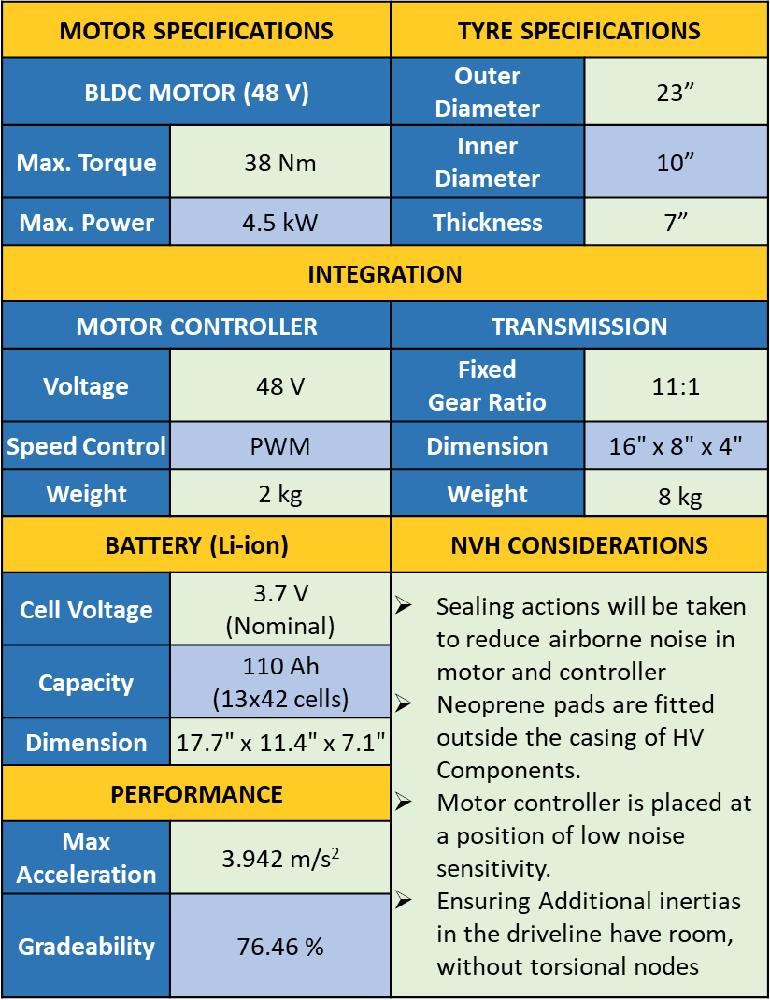 MOTOR SPECIFICATIONS
BLDC MOTOR (48 V)
Max. Torque
38 Nm
Max. Power
4.5 kW
TYRE SPECIFICATIONS
Outer
Diameter
23”
Inner
Diameter
10”
Thickness
7”
INTEGRATION
MOTOR CONTROLLER
Voltage
48 V
Speed Control
PWM
Weight
2 kg
TRANSMISSION
Fixed
Gear Ratio
11:1
Dimension
16" x 8" x 4"
Weight
8 kg
BATTERY (Li-ion)
Cell Voltage
3.7 V
(Nominal)
Capacity
110 Ah
(13x42 cells)
Dimension
17.7" x 11.4" x 7.1"
PERFORMANCE
Max
Acceleration
3.942 m/s²
Gradeability
76.46 %
NVH CONSIDERATIONS
➢ Sealing actions will be taken
to reduce airborne noise in
motor and controller
➢ Neoprene pads are fitted
outside the casing of HV
Components.
➢ Motor controller is placed at
a position of low noise
sensitivity.
➢ Ensuring Additional inertias
in the driveline have room,
without torsional nodes